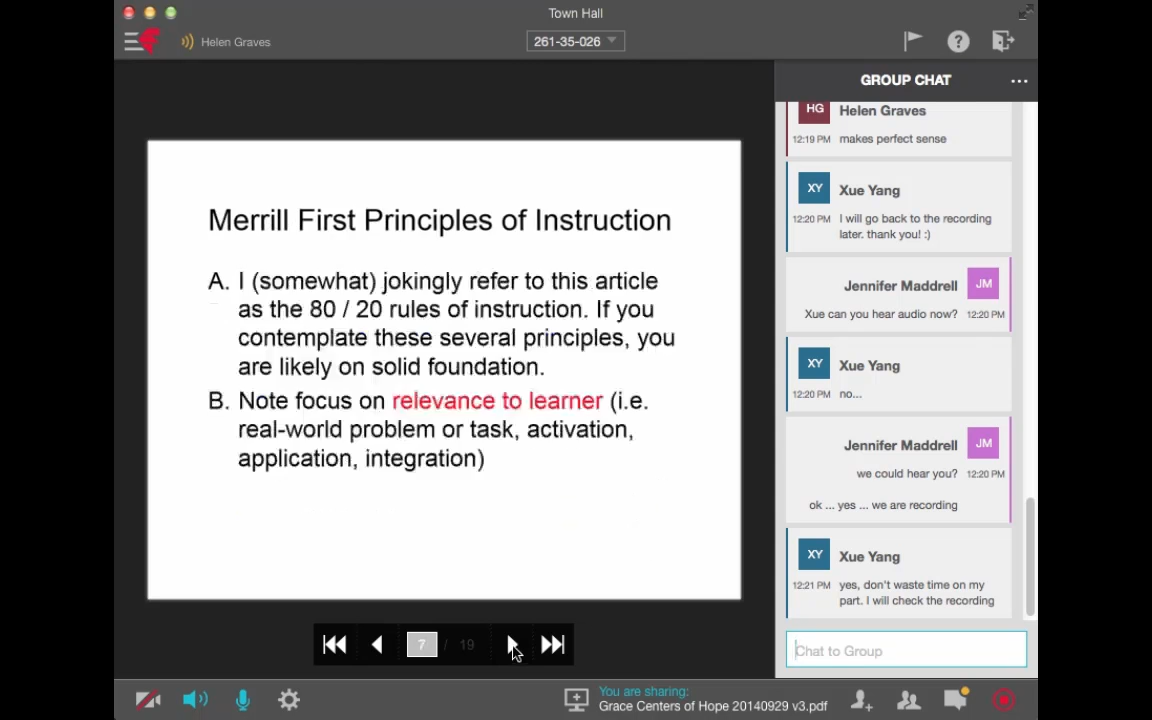 Town Hall
Helen Graves
261-35-026
GROUP CHAT
Merrill First Principles of Instruction
A. I (somewhat) jokingly refer to this article
as the 80 / 20 rules of instruction. If you
contemplate these several principles, you
are likely on solid foundation.
B. Note focus on relevance to learner (i.e.
real-world problem or task, activation,
application, integration)
7 / 19
HG
Helen Graves
12:19 PM makes perfect sense
XY
Xue Yang
12:20 PM I will go back to the recording
later. thank you! :)
Jennifer Maddrell
JM
Xue can you hear audio now? 12:20 PM
XY
Xue Yang
12:20 PM no...
Jennifer Maddrell
JM
we could hear you? 12:20 PM
ok ... yes ... we are recording
XY
Xue Yang
12:21 PM yes, don't waste time on my
part. I will check the recording
Chat to Group
You are sharing:
Grace Centers of Hope 20140929 v3.pdf